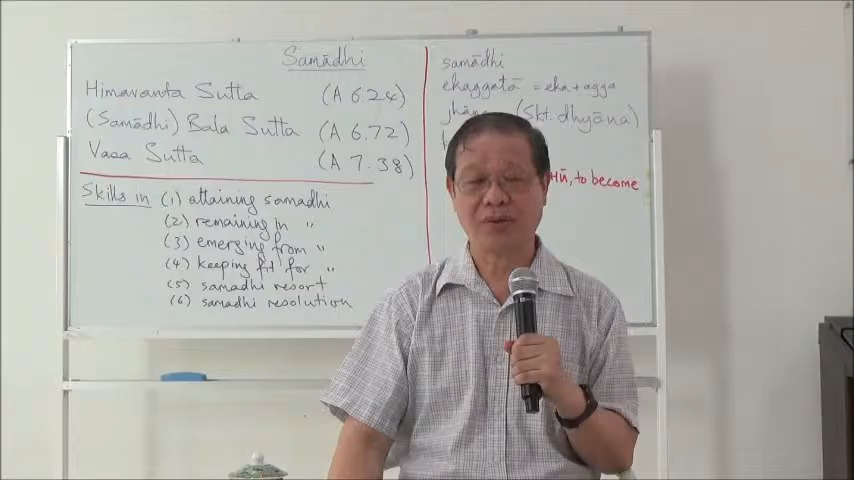 Samādhi
Himavanta Sutta (A 6.24)
(Samādhi) Bala Sutta (A 6.72)
Vasa Sutta (A 7.38)
Skills in (1) attaining samadhi
(2) remaining in "
(3) emerging from "
(4) keeping fit for "
(5) samadhi resort
(6) samadhi resolution
samādhi
ekaggatā = eka + agga
(Skt. dhyāna)
to become